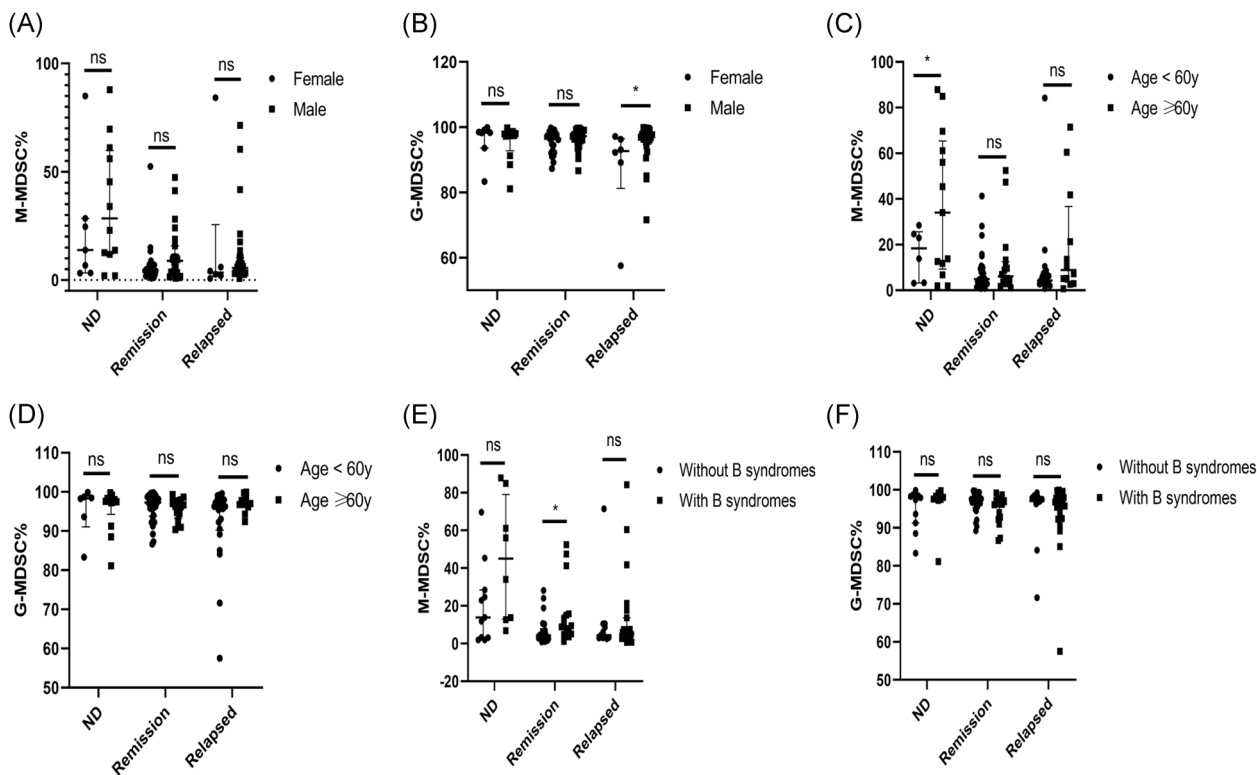 (A)
ns
ns
ns
Female
Male
M-MDSC%
100
50
0
ND
Remission
Relapsed
(B)
ns
ns
*
Female
Male
G-MDSC%
120
100
80
60
ND
Remission
Relapsed
(C)
*
ns
ns
Age < 60y
Age ⩾60y
M-MDSC%
100
80
60
40
20
0
ND
Remission
Relapsed
(D)
ns
ns
ns
Age < 60y
Age ⩾60y
G-MDSC%
110
100
90
80
70
60
50
ND
Remission
Relapsed
(E)
ns
*
ns
Without B syndromes
With B syndromes
M-MDSC%
100
80
60
40
20
0
-20
ND
Remission
Relapsed
(F)
ns
ns
ns
Without B syndromes
With B syndromes
G-MDSC%
110
100
90
80
70
60
50
ND
Remission
Relapsed